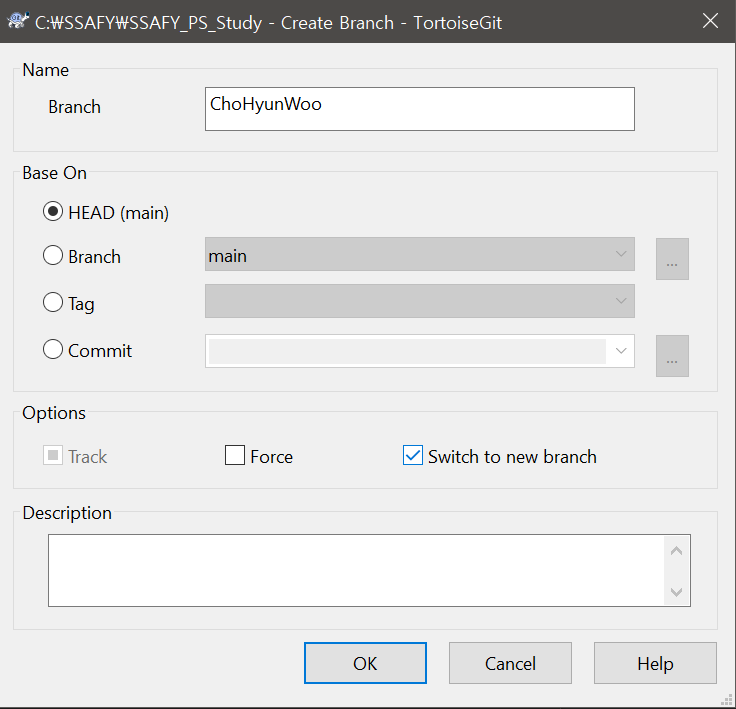 C:₩SSAFY₩SSAFY_PS_Study - Create Branch - TortoiseGit
Name
Branch
ChoHyunWoo
Base On
HEAD (main)
Branch
main
...
Tag
Commit
...
Options
Track
Force
Switch to new branch
Description
OK
Cancel
Help